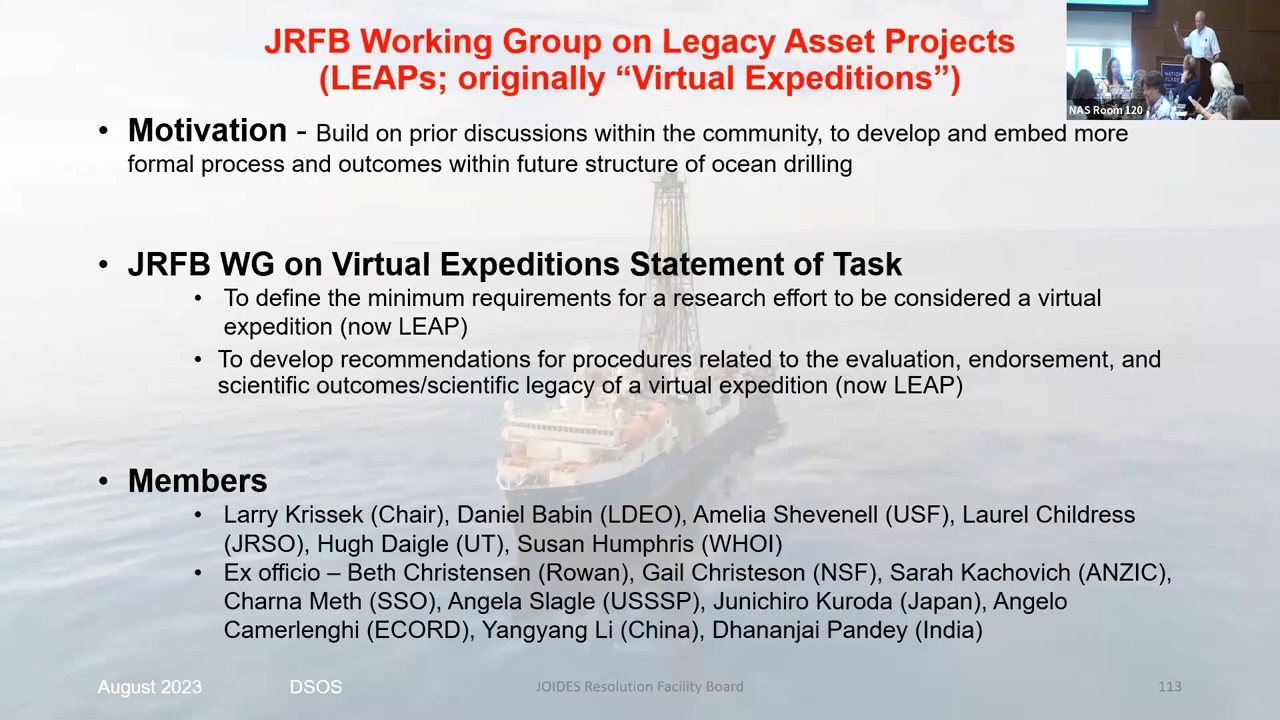 JRFB Working Group on Legacy Asset Projects
(LEAPs; originally “Virtual Expeditions”)
NAS Room 120
• Motivation - Build on prior discussions within the community, to develop and embed more
formal process and outcomes within future structure of ocean drilling
• JRFB WG on Virtual Expeditions Statement of Task
• To define the minimum requirements for a research effort to be considered a virtual
expedition (now LEAP)
• To develop recommendations for procedures related to the evaluation, endorsement, and
scientific outcomes/scientific legacy of a virtual expedition (now LEAP)
• Members
• Larry Krissek (Chair), Daniel Babin (LDEO), Amelia Shevenell (USF), Laurel Childress
(JRSO), Hugh Daigle (UT), Susan Humphris (WHOI)
• Ex officio – Beth Christensen (Rowan), Gail Christeson (NSF), Sarah Kachovich (ANZIC),
Charna Meth (SSO), Angela Slagle (USSSP), Junichiro Kuroda (Japan), Angelo
Camerlenghi (ECORD), Yangyang Li (China), Dhananjai Pandey (India)
August 2023 DSOS JOIDES Resolution Facility Board 113